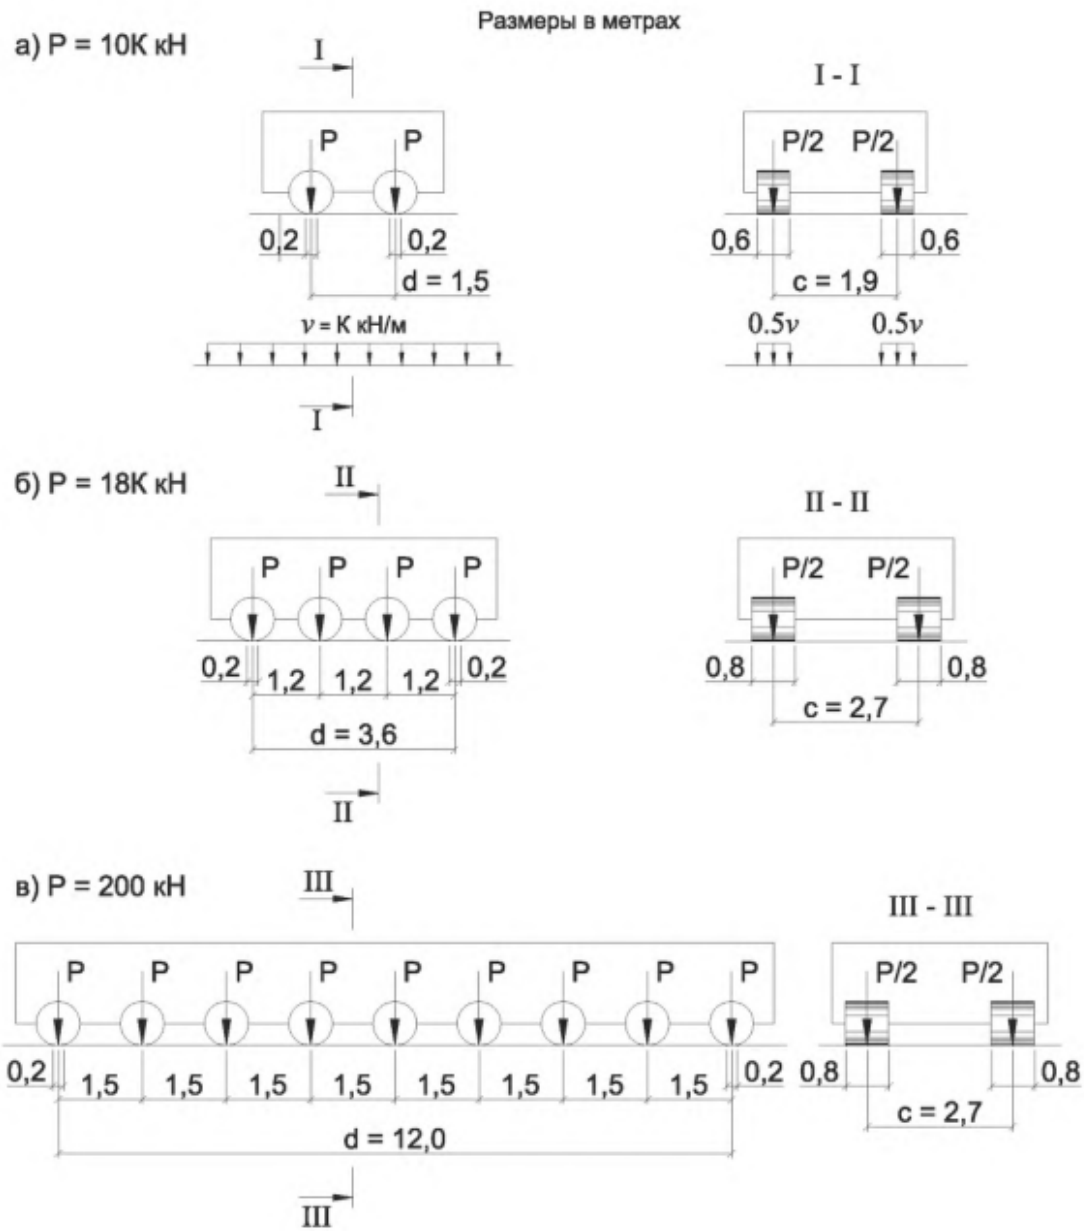 Размеры в метрах
а) P = 10К кН
I
I - I
P P
P/2 P/2
0,2 0,2
0,6 0,6
d = 1,5
c = 1,9
v = К кН/м
0.5v 0.5v
I
б) P = 18К кН
II
II - II
P P P P
P/2 P/2
0,2 1,2 1,2 1,2 0,2
0,8 0,8
d = 3,6
c = 2,7
II
в) P = 200 кН
III
III - III
P P P P P P P P P
P/2 P/2
0,2 1,5 1,5 1,5 1,5 1,5 1,5 1,5 1,5 0,2
0,8 0,8
d = 12,0
c = 2,7
III